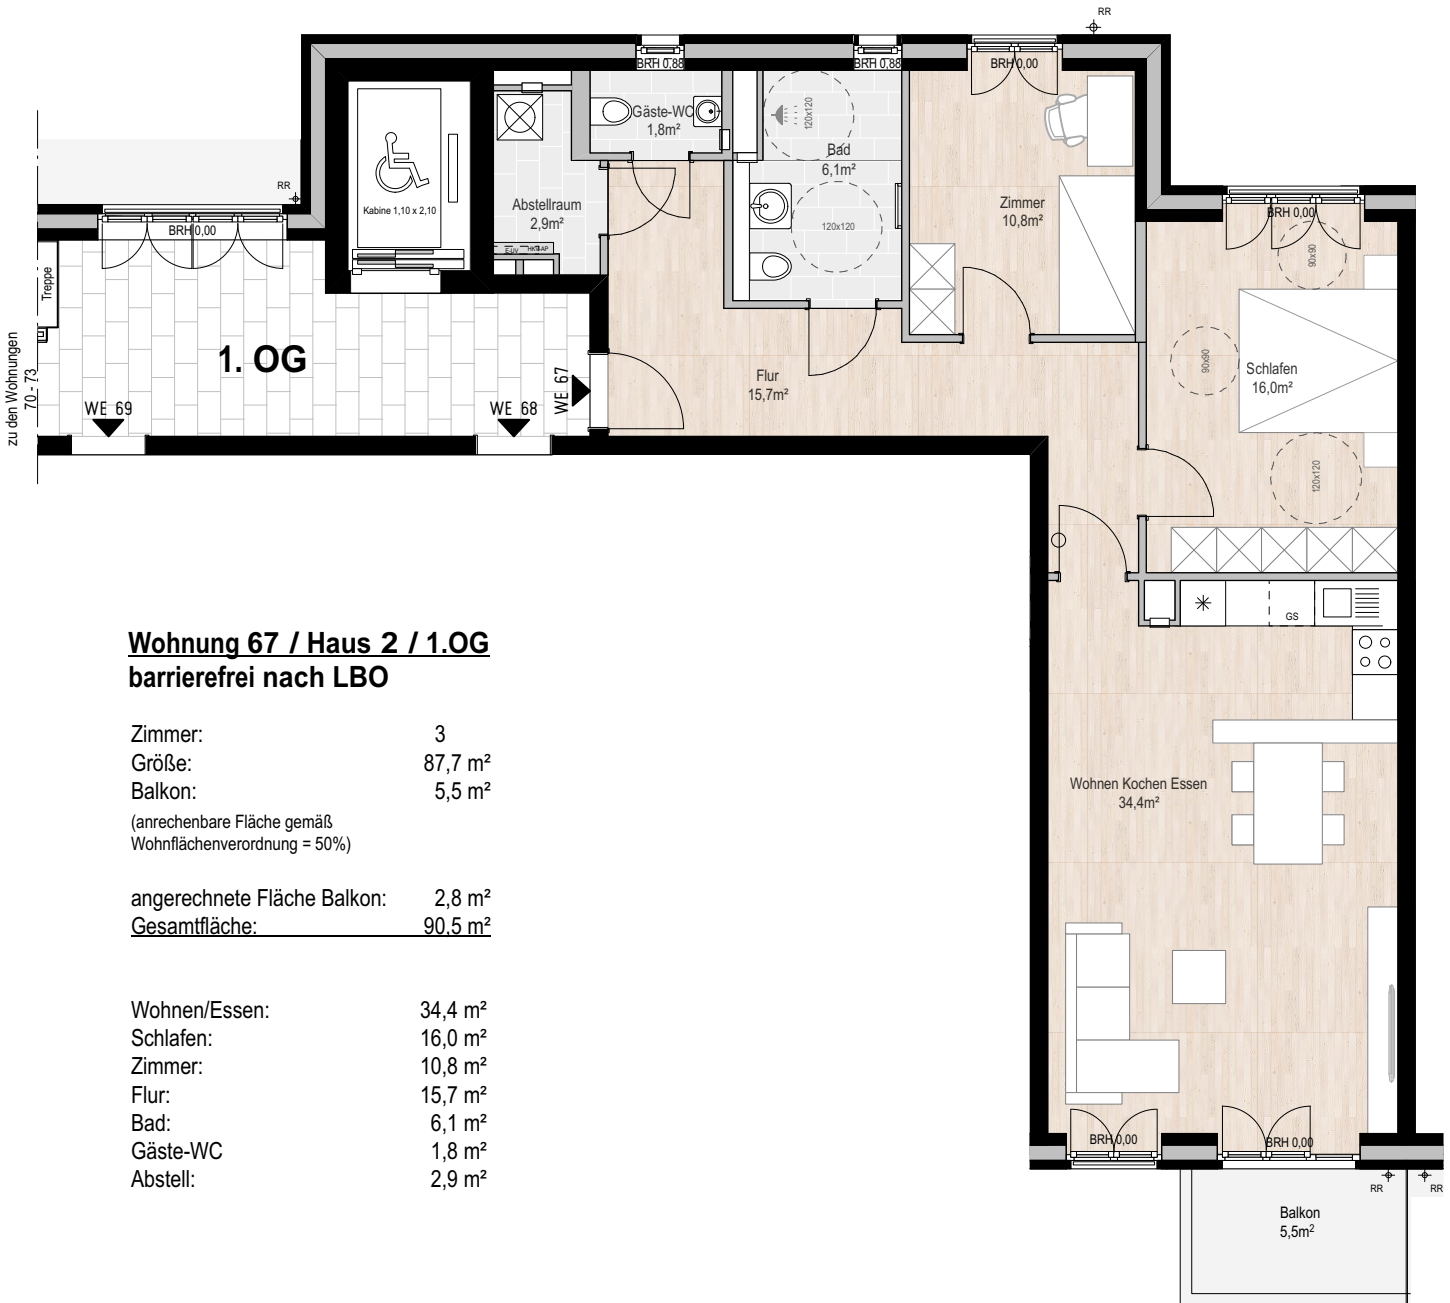 RR
BRH 0,88
BRH 0,88
BRH 0,00
Gäste-WC
1,8m²
120x120
Bad
6,1m²
RR
Kabine 1,10 x 2,10
Abstellraum
2,9m²
Zimmer
10,8m²
BRH 0,00
BRH 0,00
120x120
90x90
Treppe
E-UV
zu den Wohnungen
70 - 73
1. OG
WE 69
WE 68
WE 67
Flur
15,7m²
90x90
Schlafen
16,0m²
120x120
GS
Wohnung 67 / Haus 2 / 1.OG
barrierefrei nach LBO
Zimmer: 3
Größe: 87,7 m²
Balkon: 5,5 m²
(anrechenbare Fläche gemäß
Wohnflächenverordnung = 50%)
angerechnete Fläche Balkon: 2,8 m²
Gesamtfläche: 90,5 m²
Wohnen/Essen: 34,4 m²
Schlafen: 16,0 m²
Zimmer: 10,8 m²
Flur: 15,7 m²
Bad: 6,1 m²
Gäste-WC 1,8 m²
Abstell: 2,9 m²
Wohnen Kochen Essen
34,4m²
BRH 0,00
BRH 0,00
RR
RR
Balkon
5,5m²